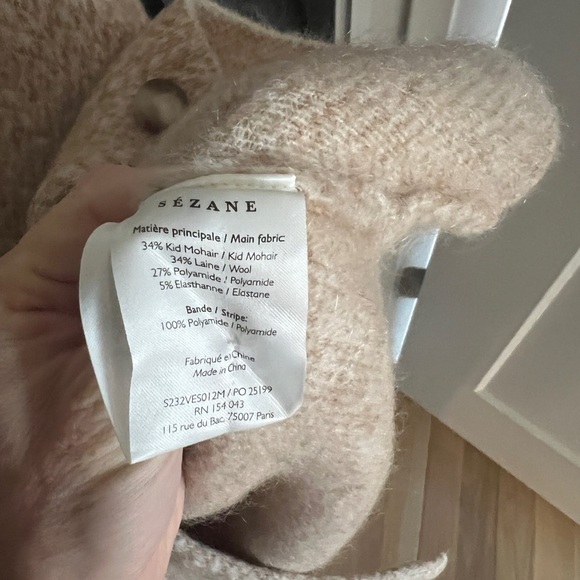 SÉZANE
Matière principale / Main fabric
34% Kid Mohair / Kid Mohair
34% Laine / Wool
27% Polyamide / Polyamide
5% Elasthanne / Elastane
Bande / Stripe:
100% Polyamide / Polyamide
Fabriqué en Chine
Made in China
S232VES012M / PO 25199
RN 154 043
115 rue du Bac, 75007 Paris